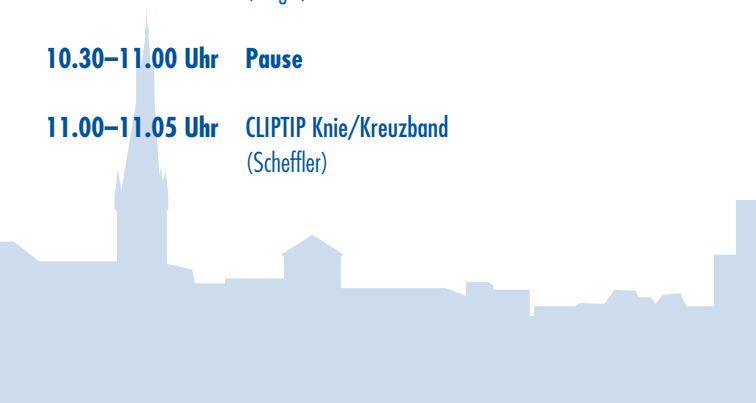 10.30–11.00 Uhr Pause
11.00–11.05 Uhr CLIPTIP Knie/Kreuzband
(Scheffler)